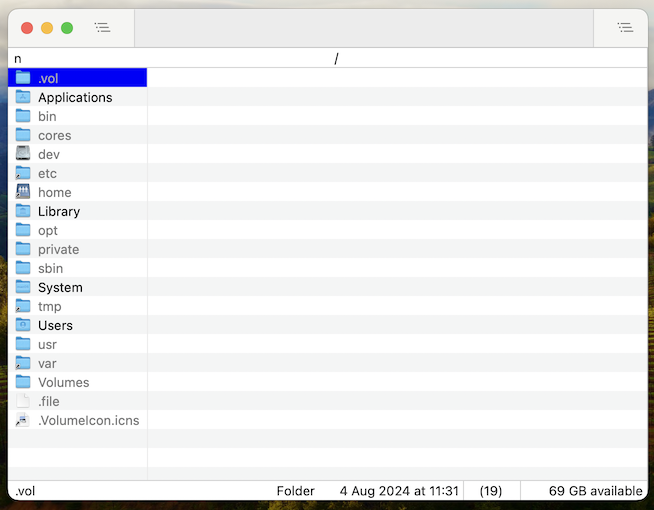 n /
.vol
Applications
bin
cores
dev
etc
home
Library
opt
private
sbin
System
tmp
Users
usr
var
Volumes
.file
.VolumeIcon.icns
.vol Folder 4 Aug 2024 at 11:31 (19) 69 GB available